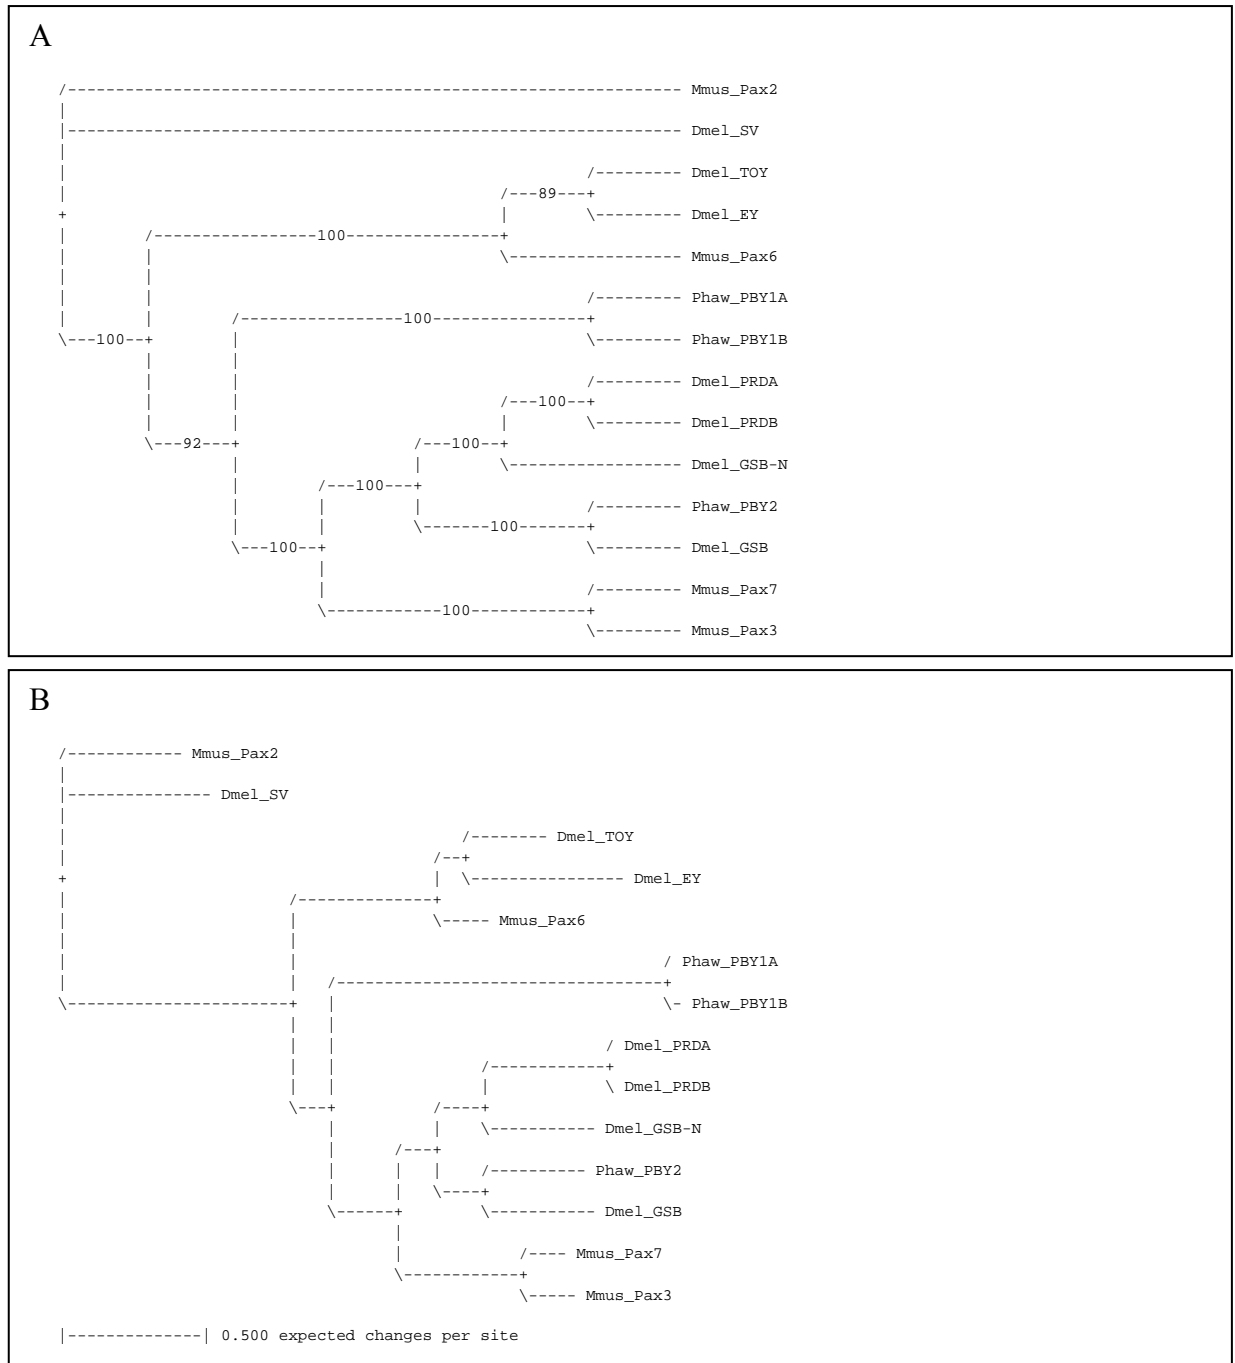 A
Mmus_Pax2
Dmel_SV
Dmel_TOY
89
Dmel_EY
100
Mmus_Pax6
Phaw_PBY1A
100
100
Phaw_PBY1B
Dmel_PRDA
100
Dmel_PRDB
92
100
Dmel_GSB-N
100
Phaw_PBY2
100
100
Dmel_GSB
Mmus_Pax7
100
Mmus_Pax3
B
Mmus_Pax2
Dmel_SV
Dmel_TOY
Dmel_EY
Mmus_Pax6
Phaw_PBY1A
Phaw_PBY1B
Dmel_PRDA
Dmel_PRDB
Dmel_GSB-N
Phaw_PBY2
Dmel_GSB
Mmus_Pax7
Mmus_Pax3
0.500 expected changes per site